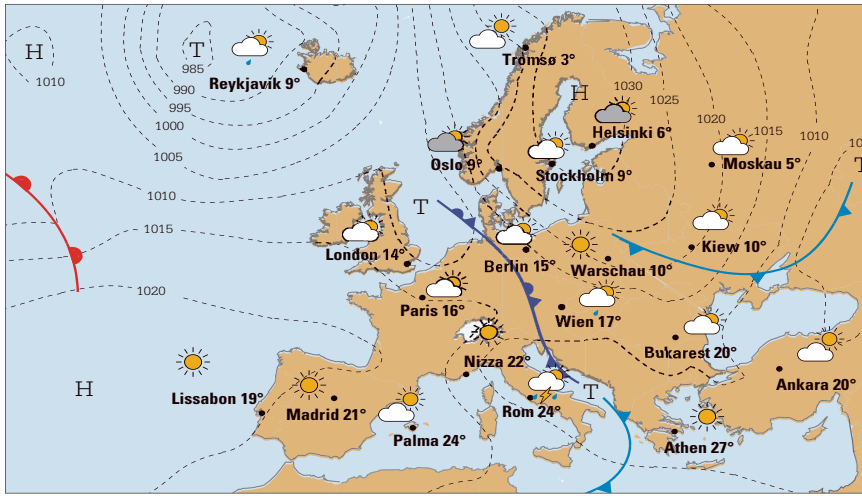 H
1010
T
985
990
995
1000
1005
Reykjavík 9°
Tromsø 3°
H
1030
1025
1020
1015
1010
Helsinki 6°
Oslo 9°
Stockholm 9°
Moskau 5°
T
1010
1015
T
London 14°
Berlin 15°
Warschau 10°
Kiew 10°
1020
Paris 16°
Wien 17°
Bukarest 20°
Nizza 22°
H
Lissabon 19°
Madrid 21°
Rom 24°
T
Ankara 20°
Palma 24°
Athen 27°